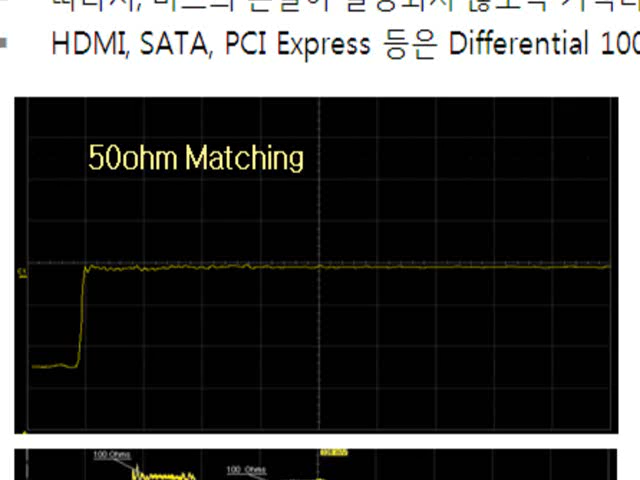 HDMI, SATA, PCI Express 등은 Differential 100
50ohm Matching
100 Ohms
100 Ohms